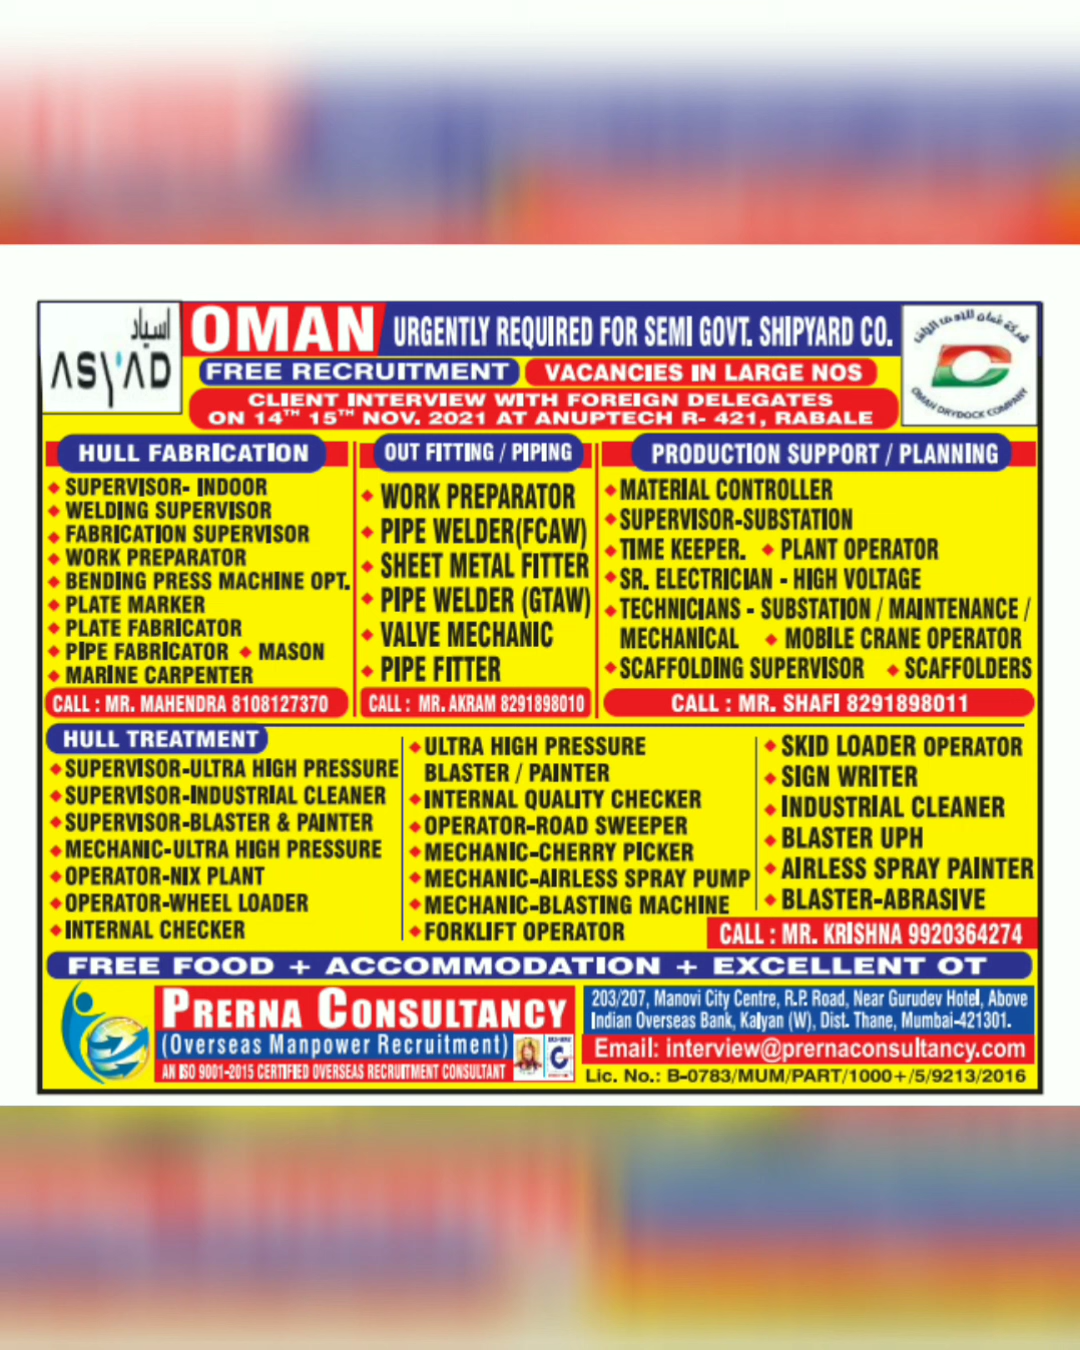 اسياد
ASYAD
OMAN URGENTLY REQUIRED FOR SEMI GOVT. SHIPYARD CO.
FREE RECRUITMENT VACANCIES IN LARGE NOS
CLIENT INTERVIEW WITH FOREIGN DELEGATES
ON 14TH 15TH NOV. 2021 AT ANUPTECH R- 421, RABALE
OMAN DRYDOCK COMPANY
HULL FABRICATION
SUPERVISOR- INDOOR
WELDING SUPERVISOR
FABRICATION SUPERVISOR
WORK PREPARATOR
BENDING PRESS MACHINE OPT.
PLATE MARKER
PLATE FABRICATOR
PIPE FABRICATOR ♦ MASON
MARINE CARPENTER
CALL : MR. MAHENDRA 8108127370
OUT FITTING / PIPING
WORK PREPARATOR
PIPE WELDER(FCAW)
SHEET METAL FITTER
PIPE WELDER (GTAW)
VALVE MECHANIC
PIPE FITTER
CALL : MR. AKRAM 8291898010
PRODUCTION SUPPORT / PLANNING
MATERIAL CONTROLLER
SUPERVISOR-SUBSTATION
TIME KEEPER. ♦ PLANT OPERATOR
SR. ELECTRICIAN - HIGH VOLTAGE
TECHNICIANS - SUBSTATION / MAINTENANCE /
MECHANICAL ♦ MOBILE CRANE OPERATOR
SCAFFOLDING SUPERVISOR ♦ SCAFFOLDERS
CALL : MR. SHAFI 8291898011
HULL TREATMENT
SUPERVISOR-ULTRA HIGH PRESSURE
SUPERVISOR-INDUSTRIAL CLEANER
SUPERVISOR-BLASTER & PAINTER
MECHANIC-ULTRA HIGH PRESSURE
OPERATOR-NIX PLANT
OPERATOR-WHEEL LOADER
INTERNAL CHECKER
ULTRA HIGH PRESSURE
BLASTER / PAINTER
INTERNAL QUALITY CHECKER
OPERATOR-ROAD SWEEPER
MECHANIC-CHERRY PICKER
MECHANIC-AIRLESS SPRAY PUMP
MECHANIC-BLASTING MACHINE
FORKLIFT OPERATOR
SKID LOADER OPERATOR
SIGN WRITER
INDUSTRIAL CLEANER
BLASTER UPH
AIRLESS SPRAY PAINTER
BLASTER-ABRASIVE
CALL : MR. KRISHNA 9920364274
FREE FOOD + ACCOMMODATION + EXCELLENT OT
PRERNA CONSULTANCY
(Overseas Manpower Recruitment)
AN ISO 9001-2015 CERTIFIED OVERSEAS RECRUITMENT CONSULTANT
203/207, Manovi City Centre, R.P. Road, Near Gurudev Hotel, Above
Indian Overseas Bank, Kalyan (W), Dist. Thane, Mumbai-421301.
Email: interview@prernaconsultancy.com
Lic. No.: B-0783/MUM/PART/1000+/5/9213/2016